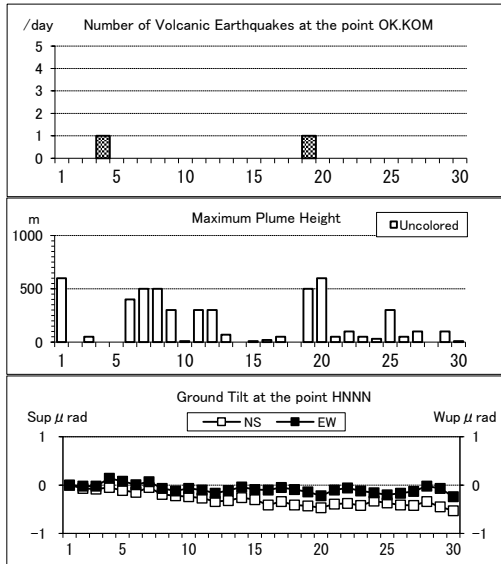 Number of Volcanic Earthquakes at the point OK.KOM
/day
5
4
3
2
1
0
1 5 10 15 20 25 30
Maximum Plume Height
m
Uncolored
1000
500
0
1 5 10 15 20 25 30
Ground Tilt at the point HNNN
Sup μ rad Wup μ rad
NS EW
1 1
0 0
-1 -1
1 5 10 15 20 25 30